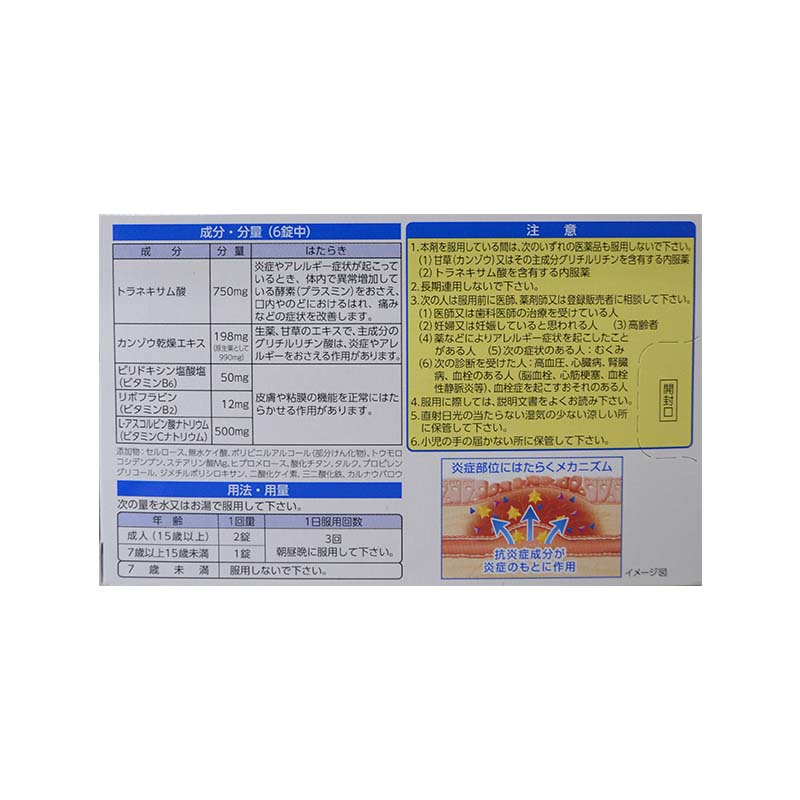 成分・分量(6錠中)
成分 分量 はたらき
トラネキサム酸 750mg
炎症やアレルギー症状が起こって
いるとき、体内で異常増加して
いる酵素(プラスミン)をおさえ、
口内やのどにおけるはれ、痛み
などの症状を改善します。
カンゾウ乾燥エキス 198mg
(原生薬として
990mg)
生薬、甘草のエキスで、主成分の
グリチルリチン酸は、炎症やアレ
ルギーをおさえる作用があります。
ピリドキシン塩酸塩
(ビタミンB6) 50mg
リボフラビン
(ビタミンB2) 12mg
L-アスコルビン酸ナトリウム
(ビタミンCナトリウム) 500mg
皮膚や粘膜の機能を正常にはた
らかせる作用があります。
添加物:セルロース、無水ケイ酸、ポリビニルアルコール(部分けん化物)、トウモロ
コシデンプン、ステアリン酸Mg、ヒプロメロース、酸化チタン、タルク、プロピレン
グリコール、ジメチルポリシロキサン、二酸化ケイ素、三二酸化鉄、カルナウバロウ
用法・用量
次の量を水又はお湯で服用して下さい。
年齢 1回量 1日服用回数
成人(15歳以上) 2錠
7歳以上15歳未満 1錠
3回
朝昼晩に服用して下さい。
7歳未満 服用しないで下さい。
注意
1.本剤を服用している間は、次のいずれの医薬品も服用しないで下さい。
(1)甘草(カンゾウ)又はその主成分グリチルリチンを含有する内服薬
(2)トラネキサム酸を含有する内服薬
2.長期連用しないで下さい。
3.次の人は服用前に医師、薬剤師又は登録販売者に相談して下さい。
(1)医師又は歯科医師の治療を受けている人
(2)妊婦又は妊娠していると思われる人 (3)高齢者
(4)薬などによりアレルギー症状を起こしたこと
がある人 (5)次の症状のある人:むくみ
(6)次の診断を受けた人:高血圧、心臓病、腎臓
病、血栓のある人(脳血栓、心筋梗塞、血栓
性静脈炎等)、血栓症を起こすおそれのある人
4.服用に際しては、説明文書をよくお読み下さい。
5.直射日光の当たらない湿気の少ない涼しい所
に保管して下さい。
6.小児の手の届かない所に保管して下さい。
開封口
炎症部位にはたらくメカニズム
抗炎症成分が
炎症のもとに作用
イメージ図